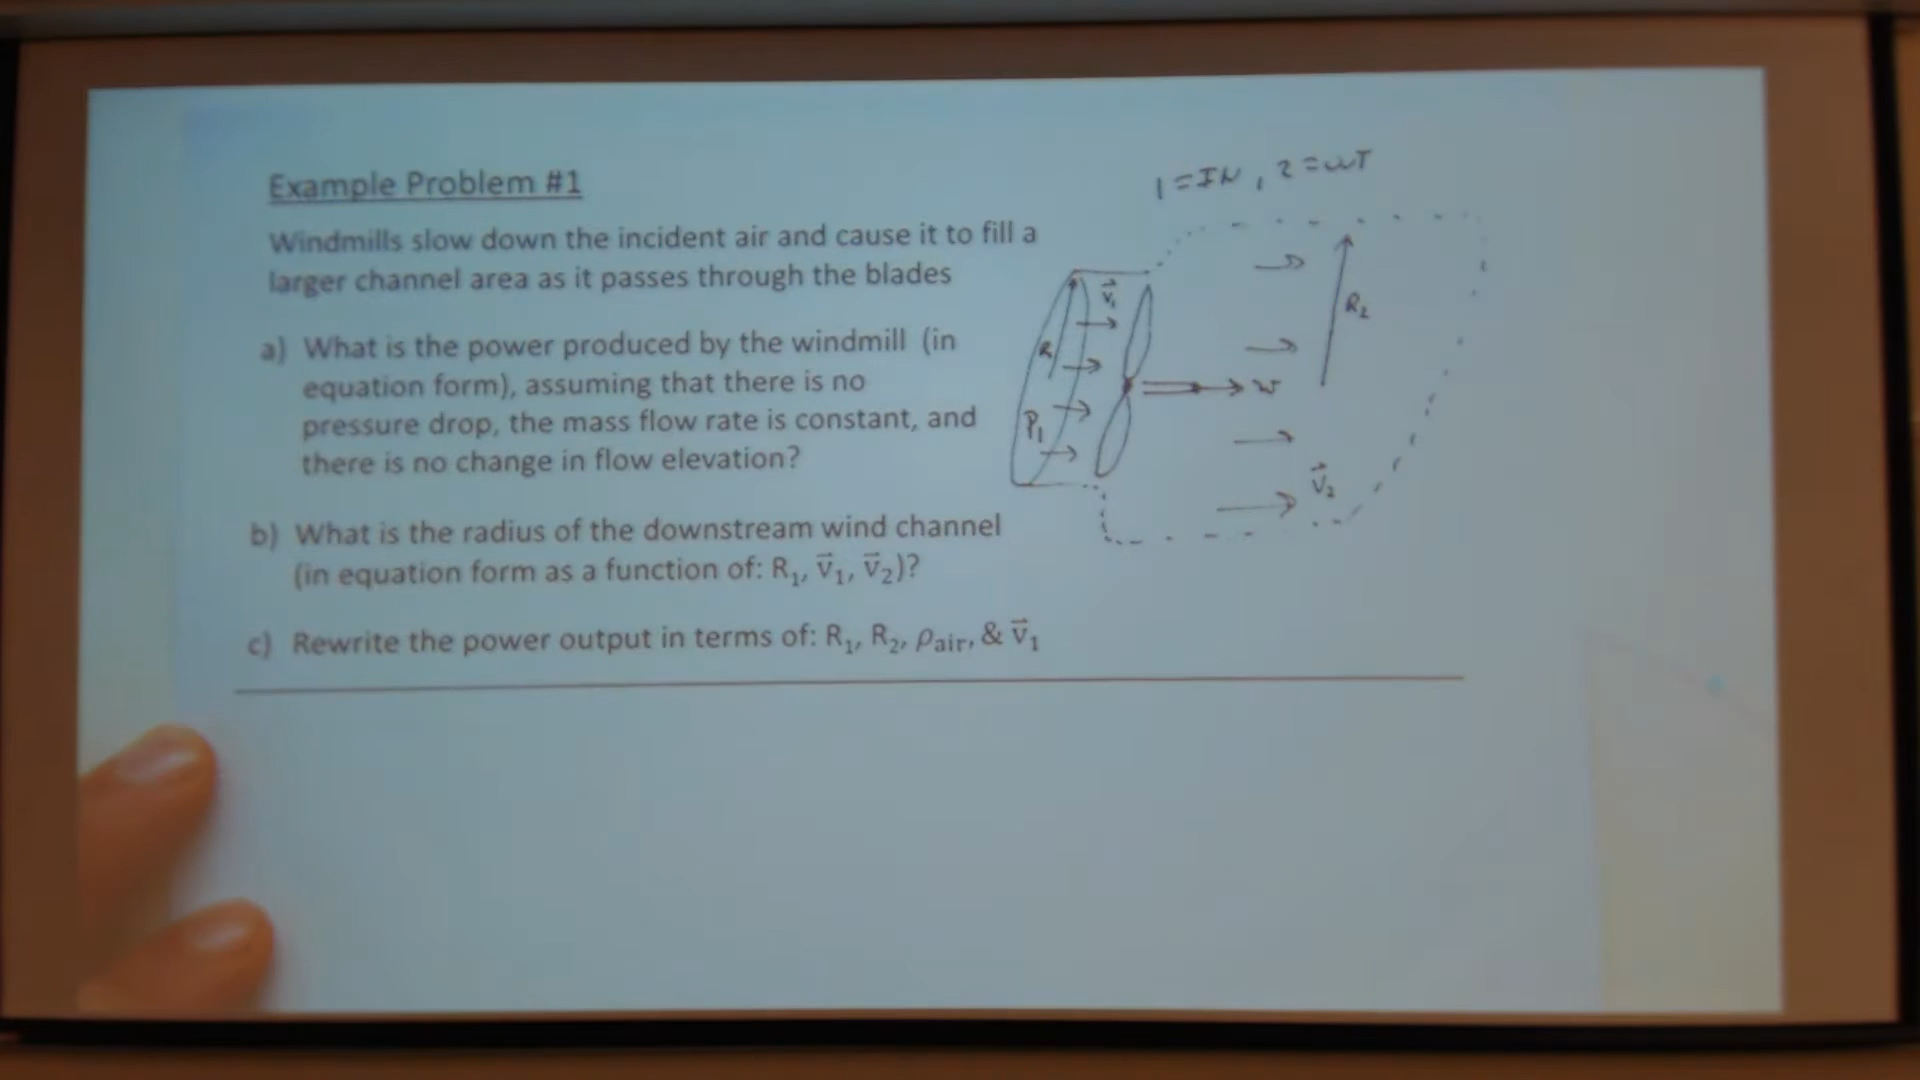 Example Problem #1
1 = IN, 2 = OUT
Windmills slow down the incident air and cause it to fill a
larger channel area as it passes through the blades
a) What is the power produced by the windmill (in
equation form), assuming that there is no
pressure drop, the mass flow rate is constant, and
there is no change in flow elevation?
b) What is the radius of the downstream wind channel
(in equation form as a function of: R₁, v⃗₁, v⃗₂)?
c) Rewrite the power output in terms of: R₁, R₂, ρair, & v⃗₁
v⃗₁
R₂
R
P₁
v⃗₂